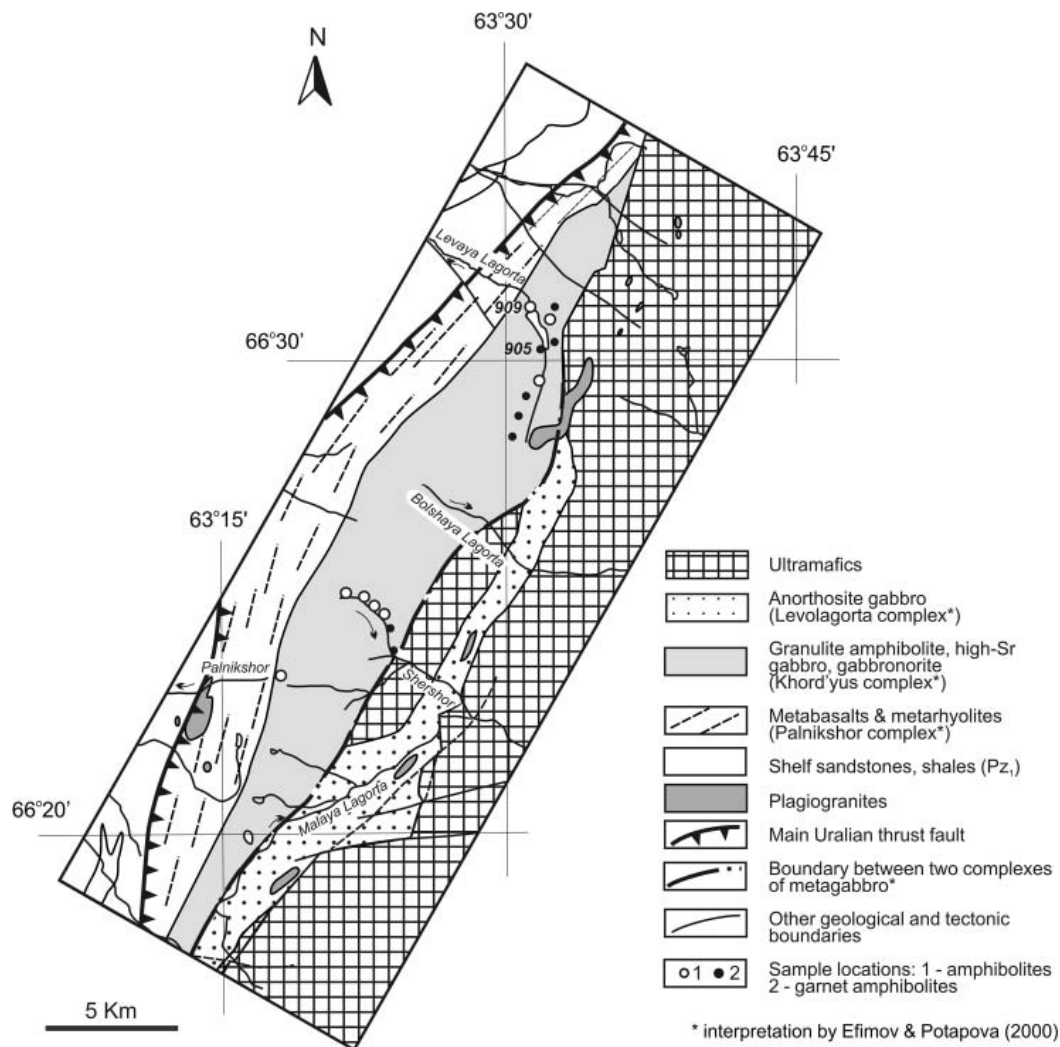 63°30'
N
63°45'
Levaya Lagorta
909
905
66°30'
Bolshaya Lagorta
63°15'
Palnikshor
Shershor
Malaya Lagorta
66°20'
5 Km
Ultramafics
Anorthosite gabbro
(Levolagorta complex*)
Granulite amphibolite, high-Sr
gabbro, gabbronorite
(Khord'yus complex*)
Metabasalts & metarhyolites
(Palnikshor complex*)
Shelf sandstones, shales (Pz₁)
Plagiogranites
Main Uralian thrust fault
Boundary between two complexes
of metagabbro*
Other geological and tectonic
boundaries
1 2 Sample locations: 1 - amphibolites
2 - garnet amphibolites
* interpretation by Efimov & Potapova (2000)